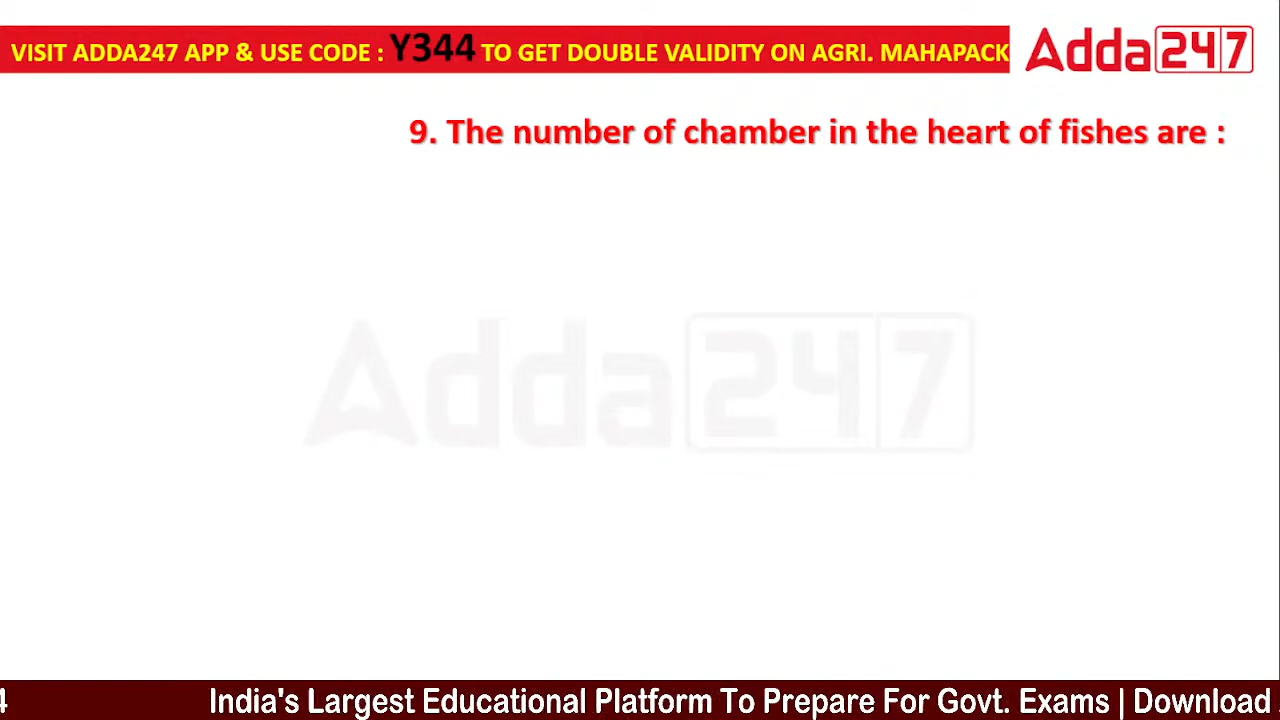 VISIT ADDA247 APP & USE CODE : Y344 TO GET DOUBLE VALIDITY ON AGRI. MAHAPACK
Adda247
9. The number of chamber in the heart of fishes are :
Adda247
4 India's Largest Educational Platform To Prepare For Govt. Exams | Download